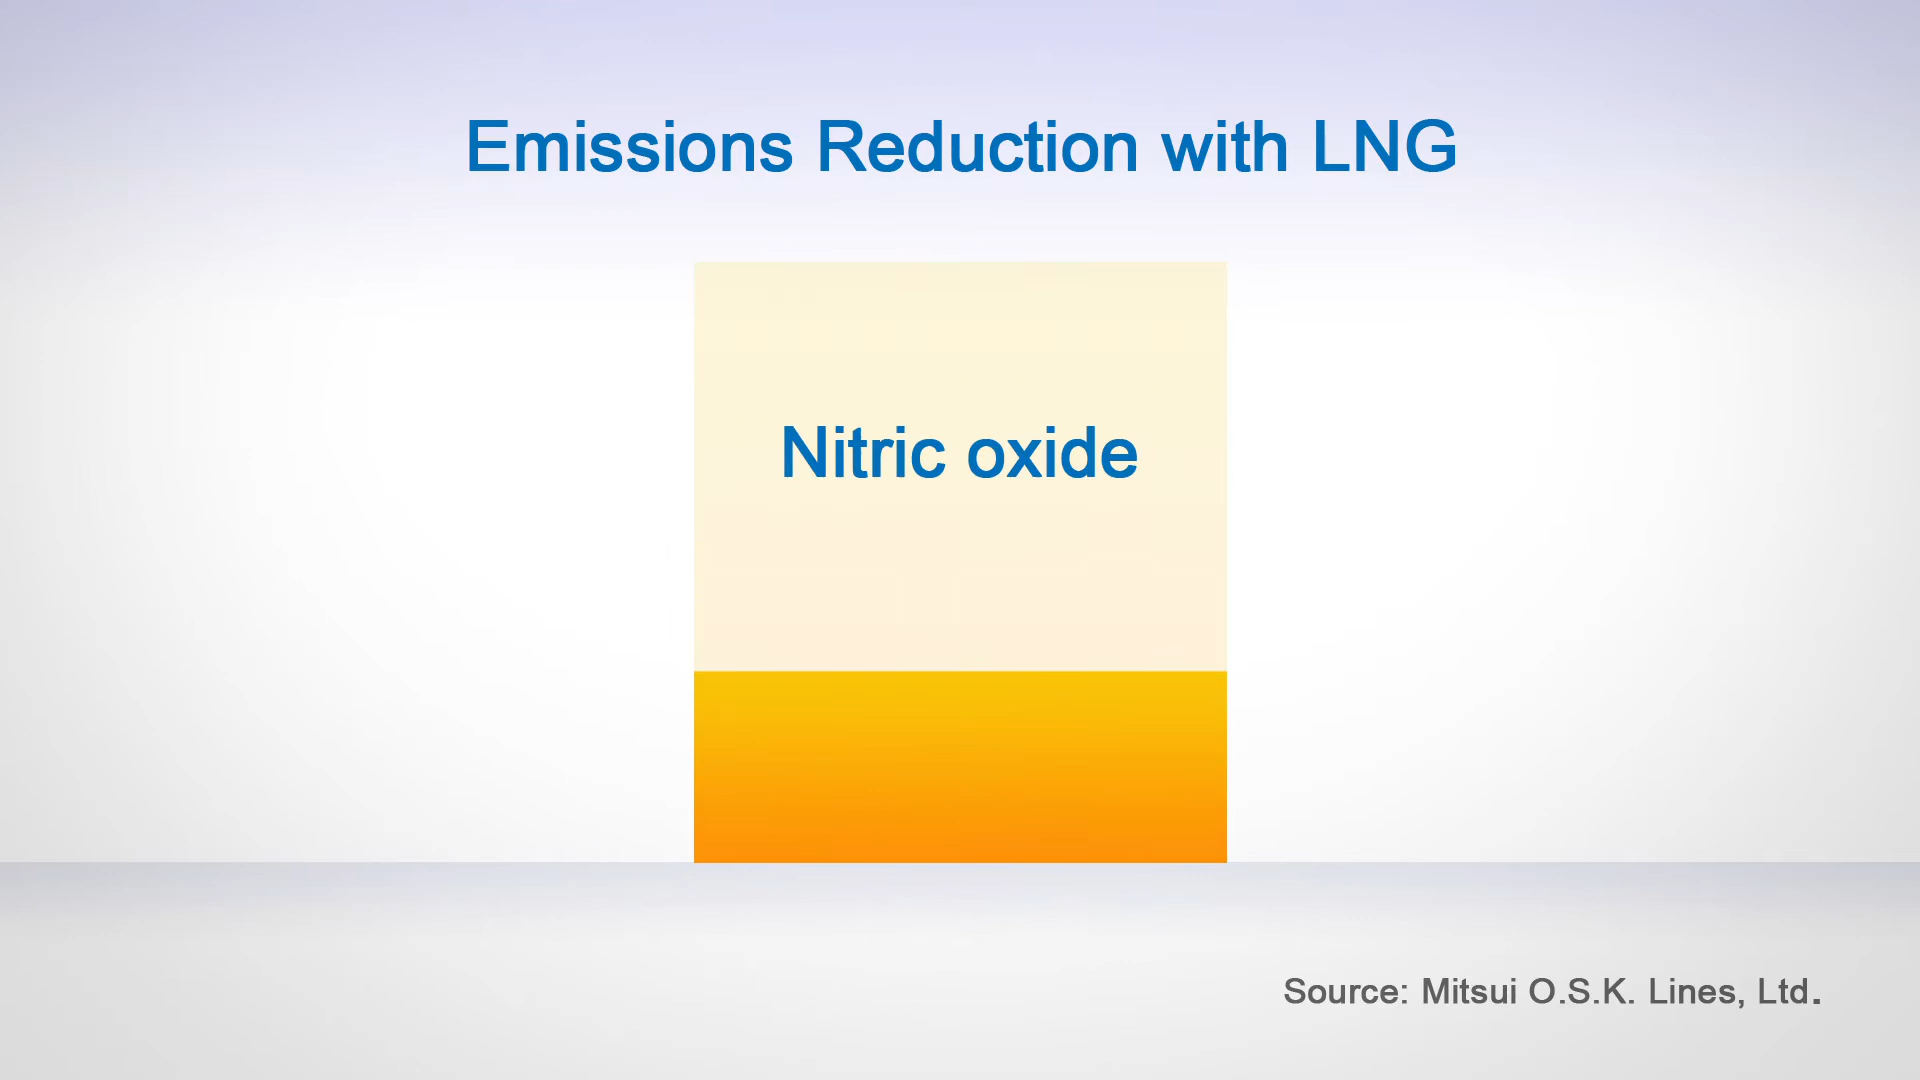 Emissions Reduction with LNG
Nitric oxide
Source: Mitsui O.S.K. Lines, Ltd.